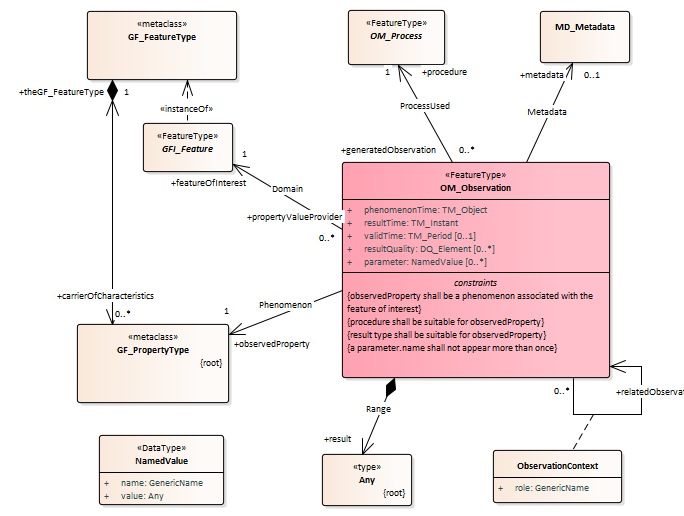 «metaclass»
GF_FeatureType
«FeatureType»
OM_Process
MD_Metadata
+theGF_FeatureType
1
1
+procedure
+metadata
0..1
«instanceOf»
ProcessUsed
Metadata
«FeatureType»
GFI_Feature
1
+featureOfInterest
Domain
+generatedObservation
0..*
+propertyValueProvider
0..*
«FeatureType»
OM_Observation
+ phenomenonTime: TM_Object
+ resultTime: TM_Instant
+ validTime: TM_Period [0..1]
+ resultQuality: DQ_Element [0..*]
+ parameter: NamedValue [0..*]
constraints
{observedProperty shall be a phenomenon associated with the
feature of interest}
{procedure shall be suitable for observedProperty}
{result type shall be suitable for observedProperty}
{a parameter.name shall not appear more than once}
+carrierOfCharacteristics
0..*
1
Phenomenon
+observedProperty
«metaclass»
GF_PropertyType
{root}
0..*
+relatedObservat
Range
+result
«DataType»
NamedValue
+ name: GenericName
+ value: Any
«type»
Any
{root}
ObservationContext
+ role: GenericName